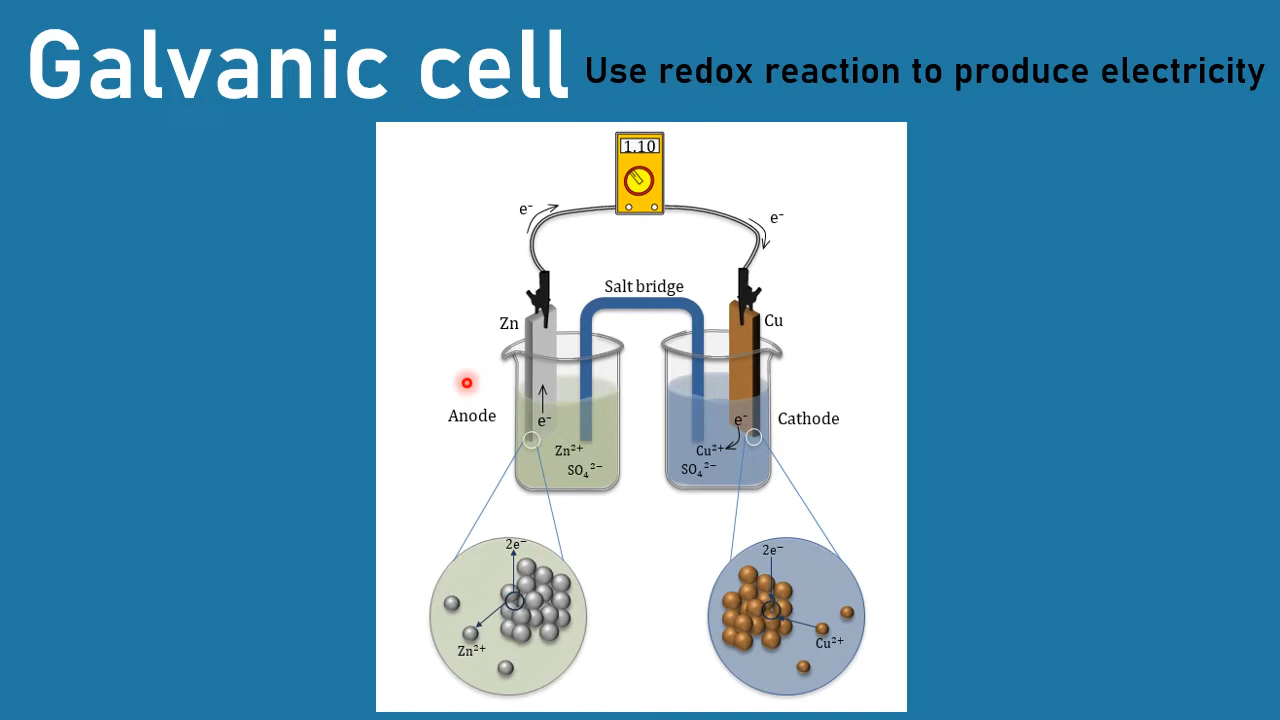 Galvanic cell
Use redox reaction to produce electricity
1.10
e⁻
e⁻
Salt bridge
Zn
Cu
Anode
e⁻
e⁻
Cathode
Zn²⁺
SO₄²⁻
Cu²⁺
SO₄²⁻
2e⁻
2e⁻
Zn²⁺
Cu²⁺